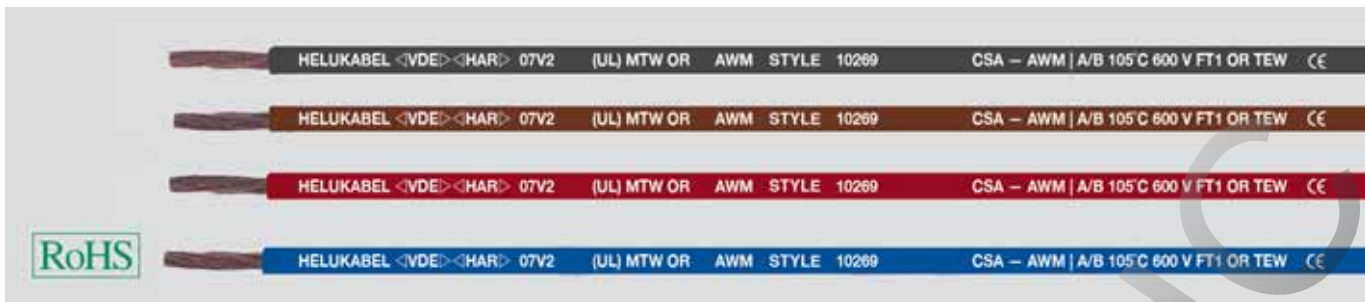 HELUKABEL ◁VDE▷ ◁HAR▷ 07V2 (UL) MTW OR AWM STYLE 10269 CSA – AWM | A/B 105°C 600 V FT1 OR TEW CE
HELUKABEL ◁VDE▷ ◁HAR▷ 07V2 (UL) MTW OR AWM STYLE 10269 CSA – AWM | A/B 105°C 600 V FT1 OR TEW CE
HELUKABEL ◁VDE▷ ◁HAR▷ 07V2 (UL) MTW OR AWM STYLE 10269 CSA – AWM | A/B 105°C 600 V FT1 OR TEW CE
RoHS
HELUKABEL ◁VDE▷ ◁HAR▷ 07V2 (UL) MTW OR AWM STYLE 10269 CSA – AWM | A/B 105°C 600 V FT1 OR TEW CE